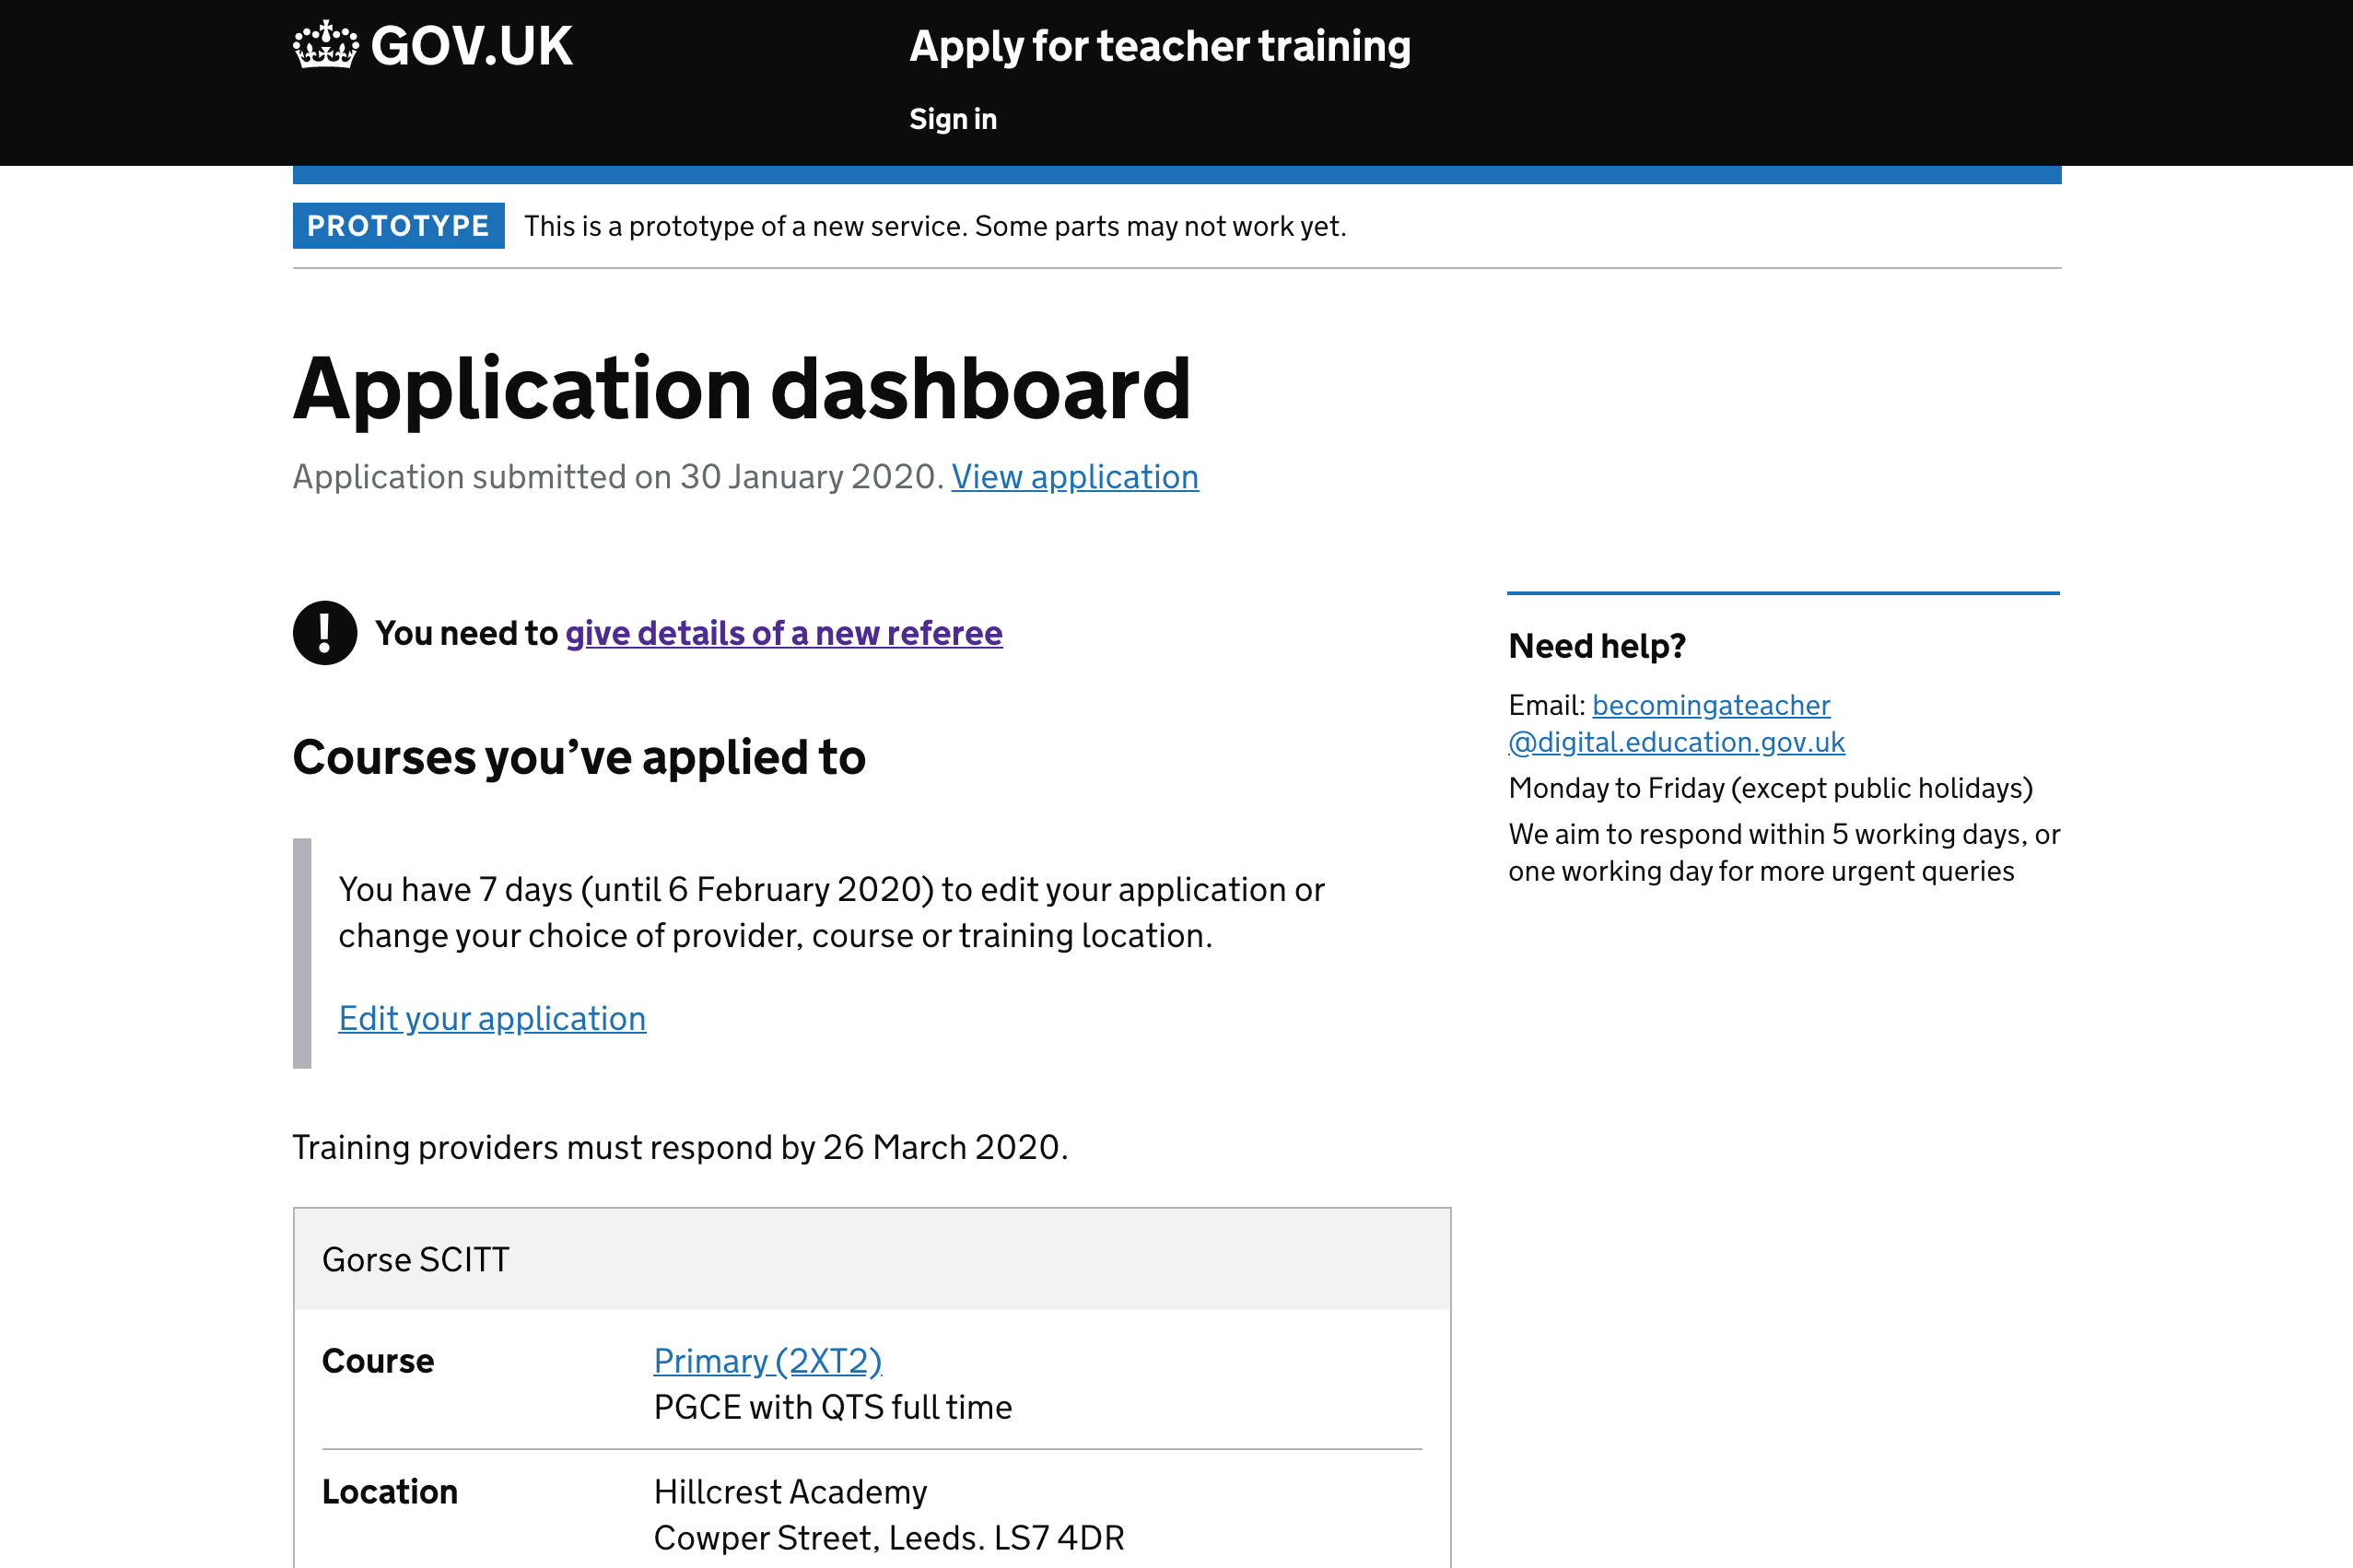 GOV.UK
Apply for teacher training
Sign in
PROTOTYPE This is a prototype of a new service. Some parts may not work yet.
Application dashboard
Application submitted on 30 January 2020. View application
! You need to give details of a new referee
Courses you’ve applied to
You have 7 days (until 6 February 2020) to edit your application or
change your choice of provider, course or training location.
Edit your application
Training providers must respond by 26 March 2020.
Gorse SCITT
Course Primary (2XT2)
PGCE with QTS full time
Location Hillcrest Academy
Cowper Street, Leeds. LS7 4DR
Need help?
Email: becomingateacher
@digital.education.gov.uk
Monday to Friday (except public holidays)
We aim to respond within 5 working days, or
one working day for more urgent queries